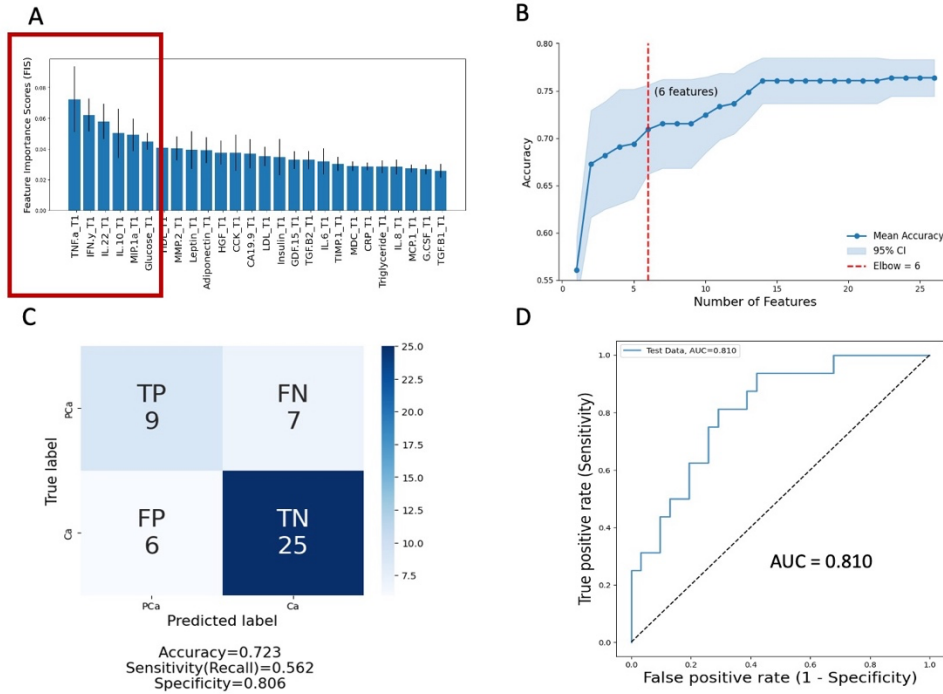 A
Feature Importance Scores (FIS)
0.08
0.06
0.04
0.02
0.00
TNF.a_T1
IFN.y_T1
IL.22_T1
IL.10_T1
MIP.1a_T1
Glucose_T1
HDL_T1
MMP.2_T1
Leptin_T1
Adiponectin_T1
HGF_T1
CCK_T1
CA19.9_T1
LDL_T1
Insulin_T1
GDF.15_T1
TGF.B2_T1
IL.6_T1
TIMP.1_T1
MDC_T1
CRP_T1
Triglyceride_T1
IL.8_T1
MCP.1_T1
G.CSF_T1
TGF.B1_T1
B
Accuracy
0.80
0.75
0.70
0.65
0.60
0.55
(6 features)
Mean Accuracy
95% CI
Elbow = 6
0 5 10 15 20 25
Number of Features
C
True label
PCa
Ca
TP
9
FN
7
FP
6
TN
25
25.0
22.5
20.0
17.5
15.0
12.5
10.0
7.5
PCa Ca
Predicted label
Accuracy=0.723
Sensitivity(Recall)=0.562
Specificity=0.806
D
Test Data, AUC=0.810
True positive rate (Sensitivity)
1.0
0.8
0.6
0.4
0.2
0.0
AUC = 0.810
0.0 0.2 0.4 0.6 0.8 1.0
False positive rate (1 - Specificity)